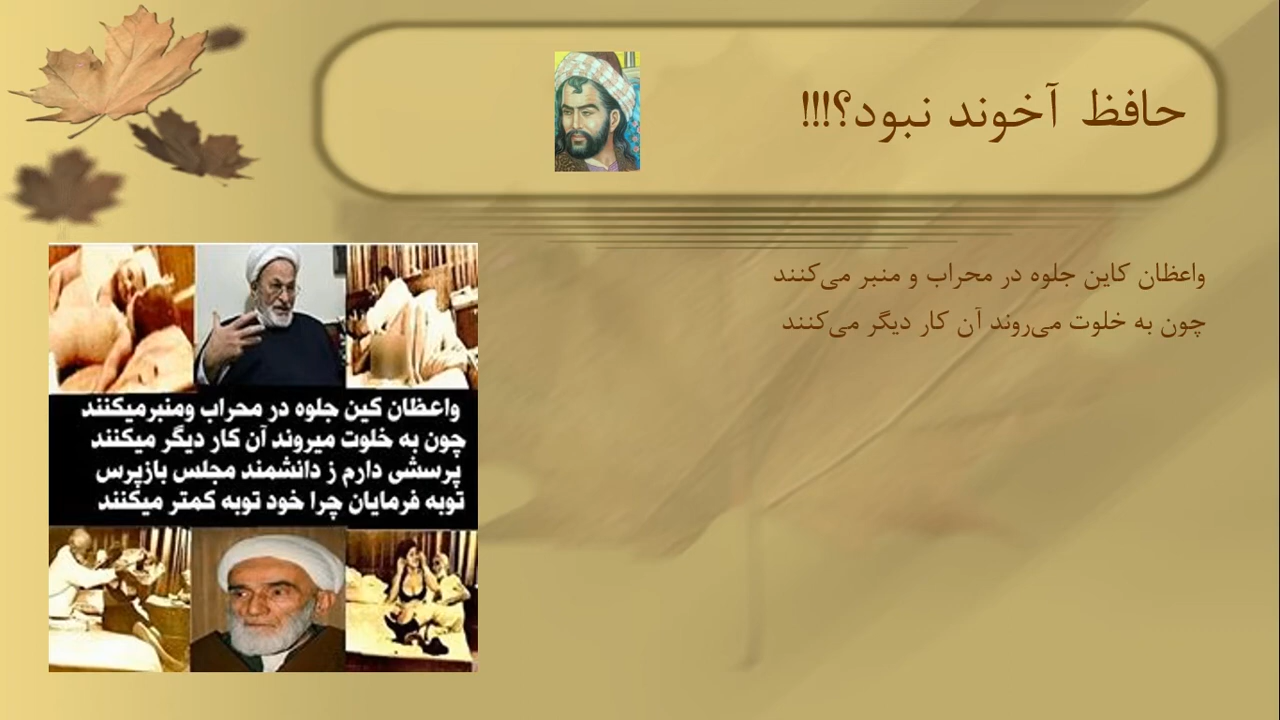 حافظ آخوند نبود؟!!!
واعظان کاین جلوه در محراب و منبر می‌کنند
چون به خلوت می‌روند آن کار دیگر می‌کنند
واعظان کین جلوه در محراب ومنبرمیکنند
چون به خلوت میروند آن کار دیگر میکنند
پرسشی دارم ز دانشمند مجلس بازپرس
توبه فرمایان چرا خود توبه کمتر میکنند